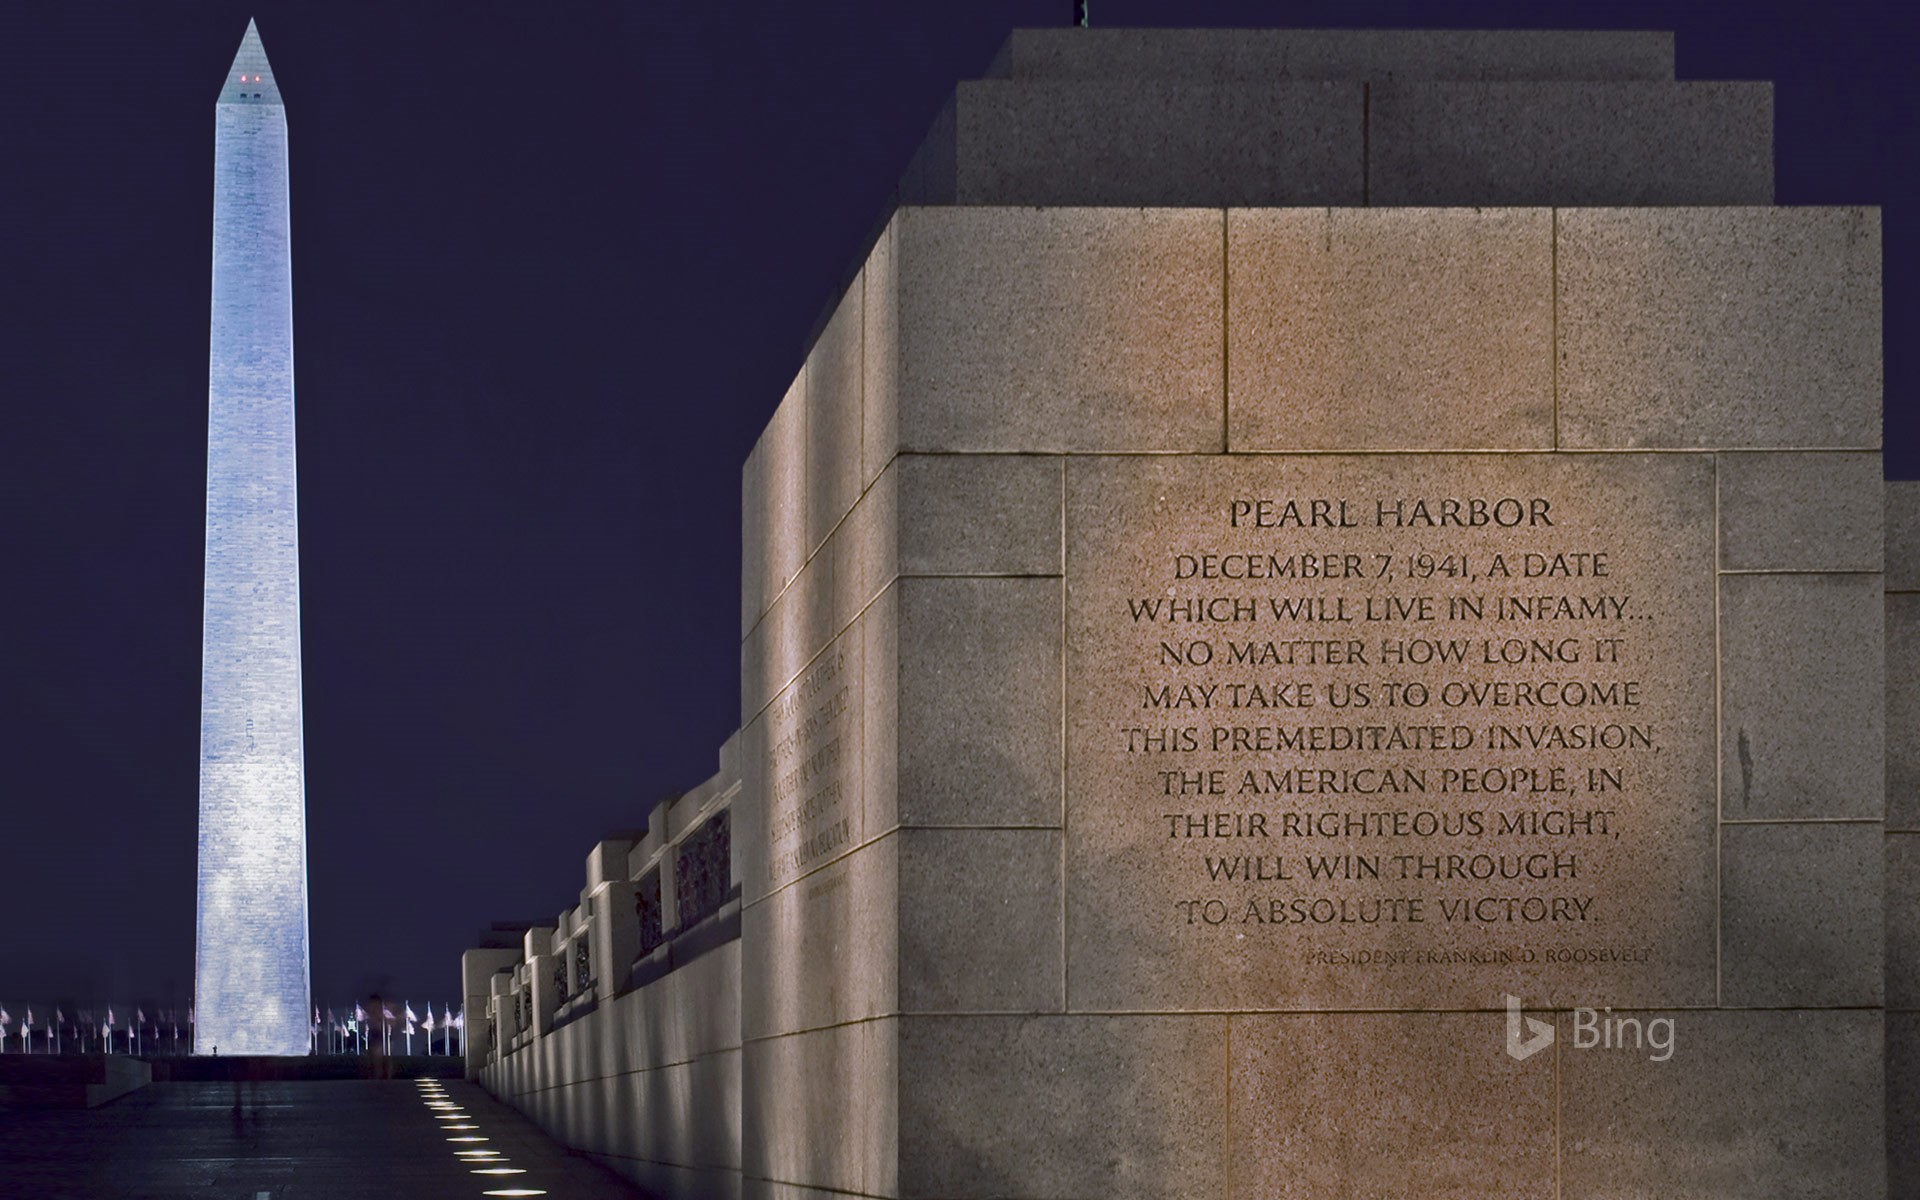 PEARL HARBOR
DECEMBER 7, 1941, A DATE
WHICH WILL LIVE IN INFAMY...
NO MATTER HOW LONG IT
MAY TAKE US TO OVERCOME
THIS PREMEDITATED INVASION,
THE AMERICAN PEOPLE, IN
THEIR RIGHTEOUS MIGHT,
WILL WIN THROUGH
TO ABSOLUTE VICTORY.
PRESIDENT FRANKLIN D. ROOSEVELT
Bing